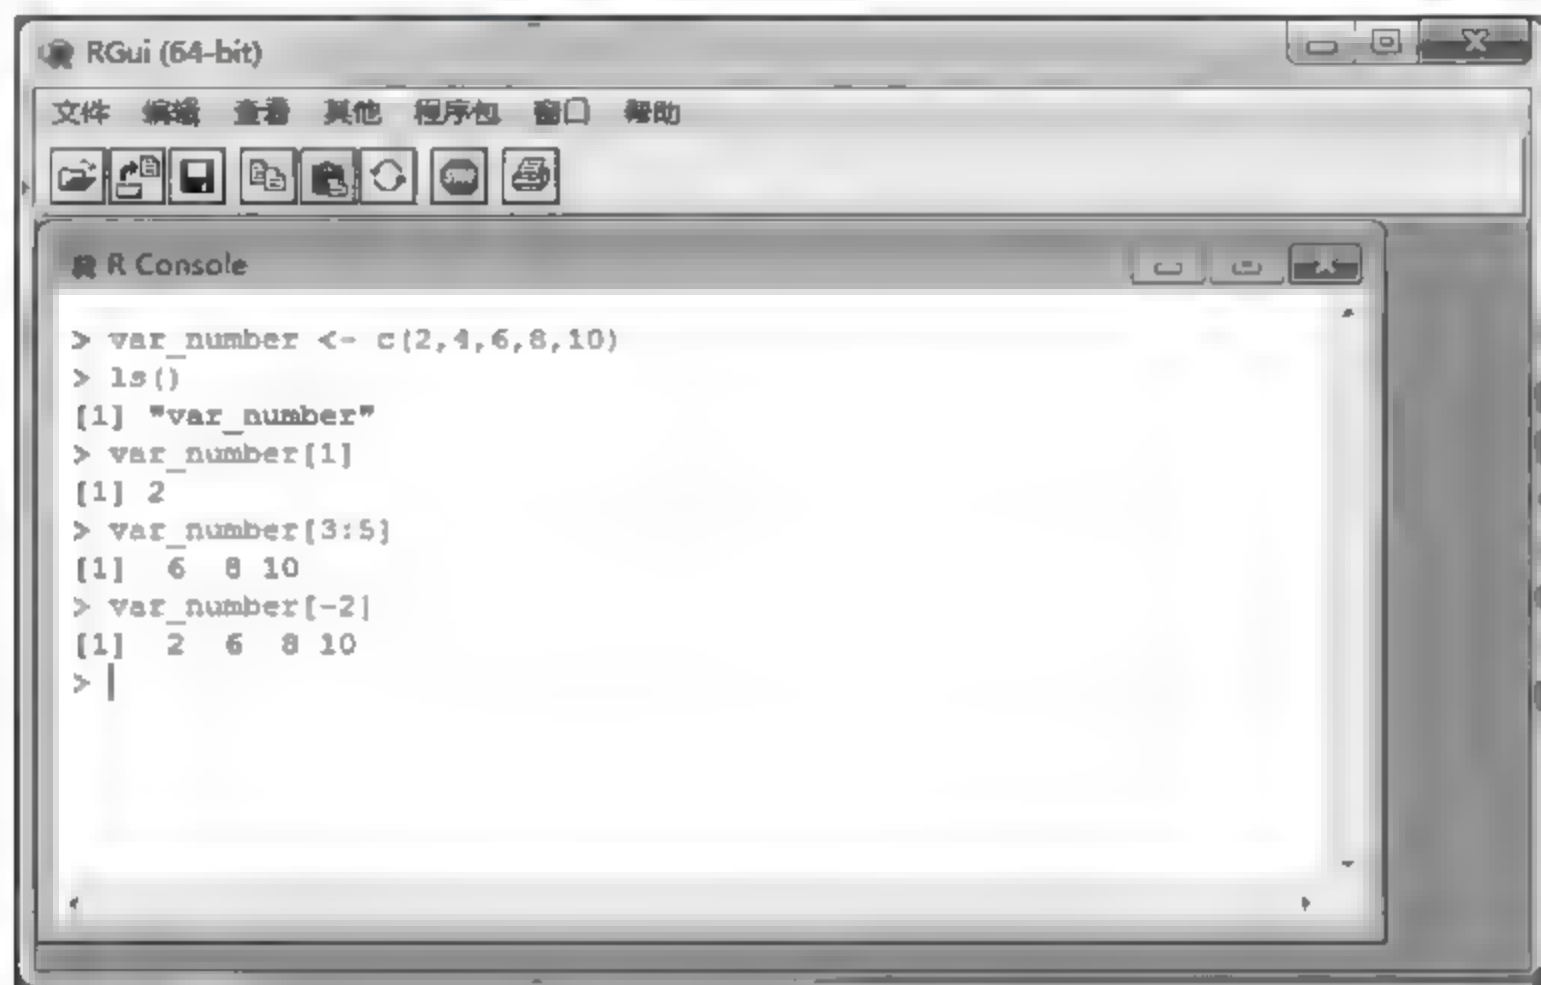 RGui (64-bit)
文件 编辑 查看 其他 程序包 窗口 帮助
STOP
R Console
> var_number <- c(2,4,6,8,10)
> ls()
[1] "var_number"
> var_number[1]
[1] 2
> var_number[3:5]
[1]  6  8 10
> var_number[-2]
[1]  2  6  8 10
>